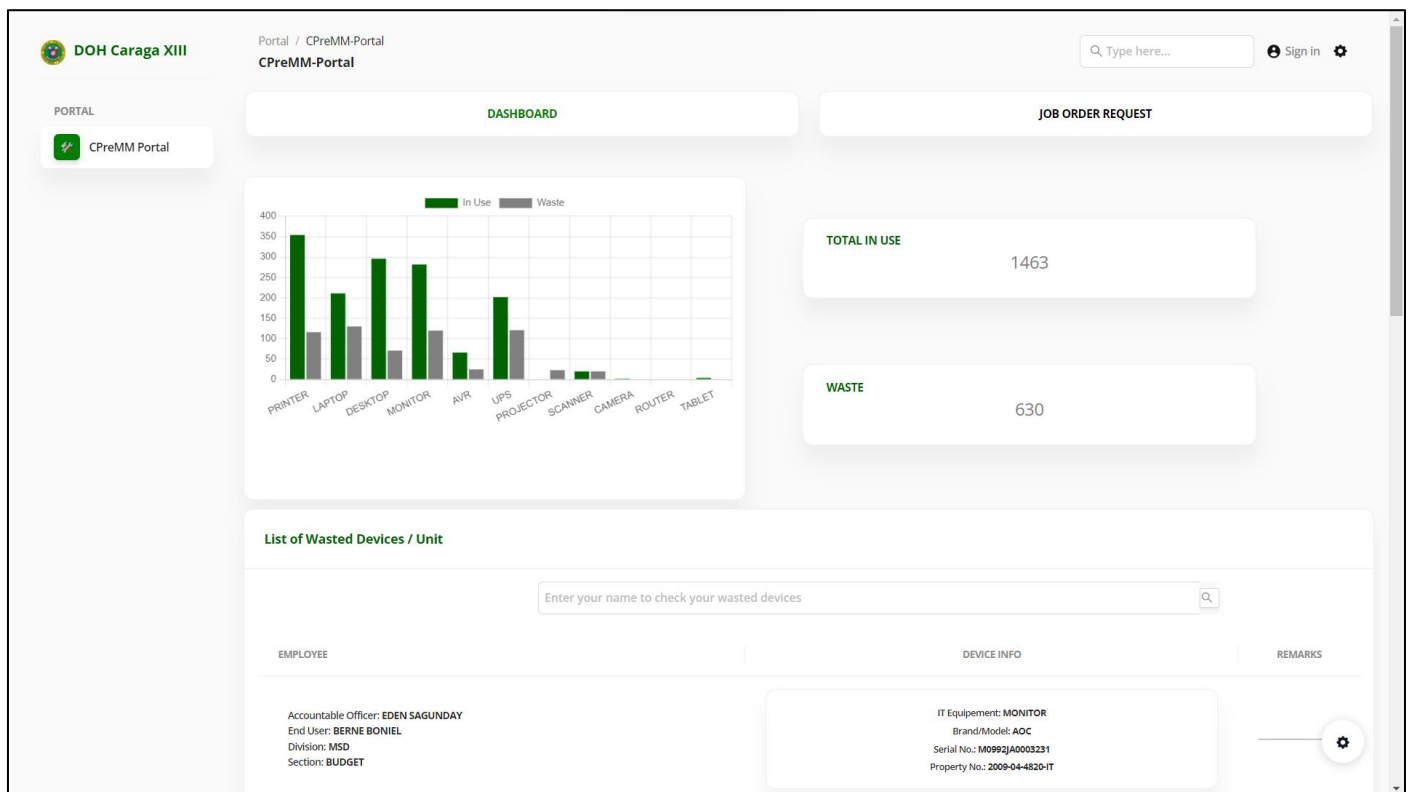 DOH Caraga XIII
Portal / CPreMM-Portal
CPreMM-Portal
Type here...
Sign in
PORTAL
CPreMM Portal
DASHBOARD
JOB ORDER REQUEST
In Use
Waste
400
350
300
250
200
150
100
50
0
PRINTER
LAPTOP
DESKTOP
MONITOR
AVR
UPS
PROJECTOR
SCANNER
CAMERA
ROUTER
TABLET
TOTAL IN USE
1463
WASTE
630
List of Wasted Devices / Unit
Enter your name to check your wasted devices
EMPLOYEE
DEVICE INFO
REMARKS
Accountable Officer: EDEN SAGUNDAY
End User: BERNE BONIEL
Division: MSD
Section: BUDGET
IT Equipement: MONITOR
Brand/Model: AOC
Serial No.: M0992JA0003231
Property No.: 2009-04-4820-IT